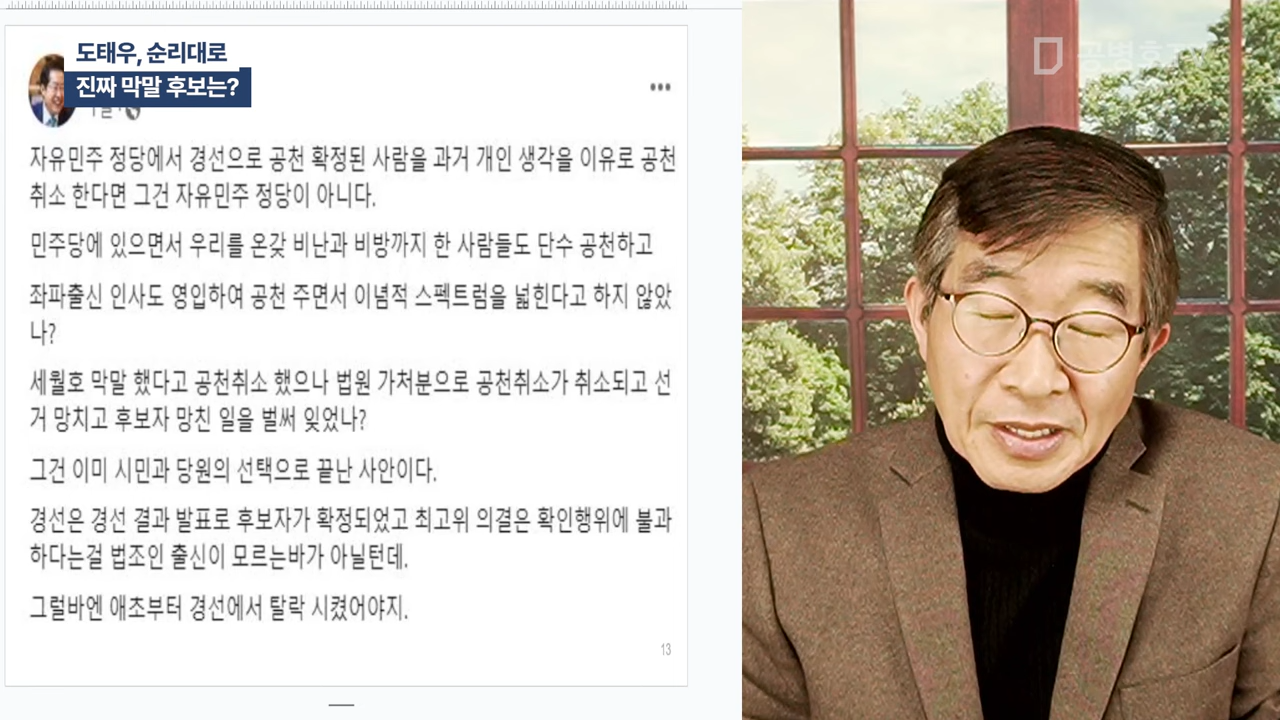 도태우, 순리대로
진짜 막말 후보는?
자유민주 정당에서 경선으로 공천 확정된 사람을 과거 개인 생각을 이유로 공천
취소 한다면 그건 자유민주 정당이 아니다.
민주당에 있으면서 우리를 온갖 비난과 비방까지 한 사람들도 단수 공천하고
좌파출신 인사도 영입하여 공천 주면서 이념적 스펙트럼을 넓힌다고 하지 않았
나?
세월호 막말 했다고 공천취소 했으나 법원 가처분으로 공천취소가 취소되고 선
거 망치고 후보자 망친 일을 벌써 잊었나?
그건 이미 시민과 당원의 선택으로 끝난 사안이다.
경선은 경선 결과 발표로 후보자가 확정되었고 최고위 의결은 확인행위에 불과
하다는걸 법조인 출신이 모르는바가 아닐텐데.
그럴바엔 애초부터 경선에서 탈락 시켰어야지.
13